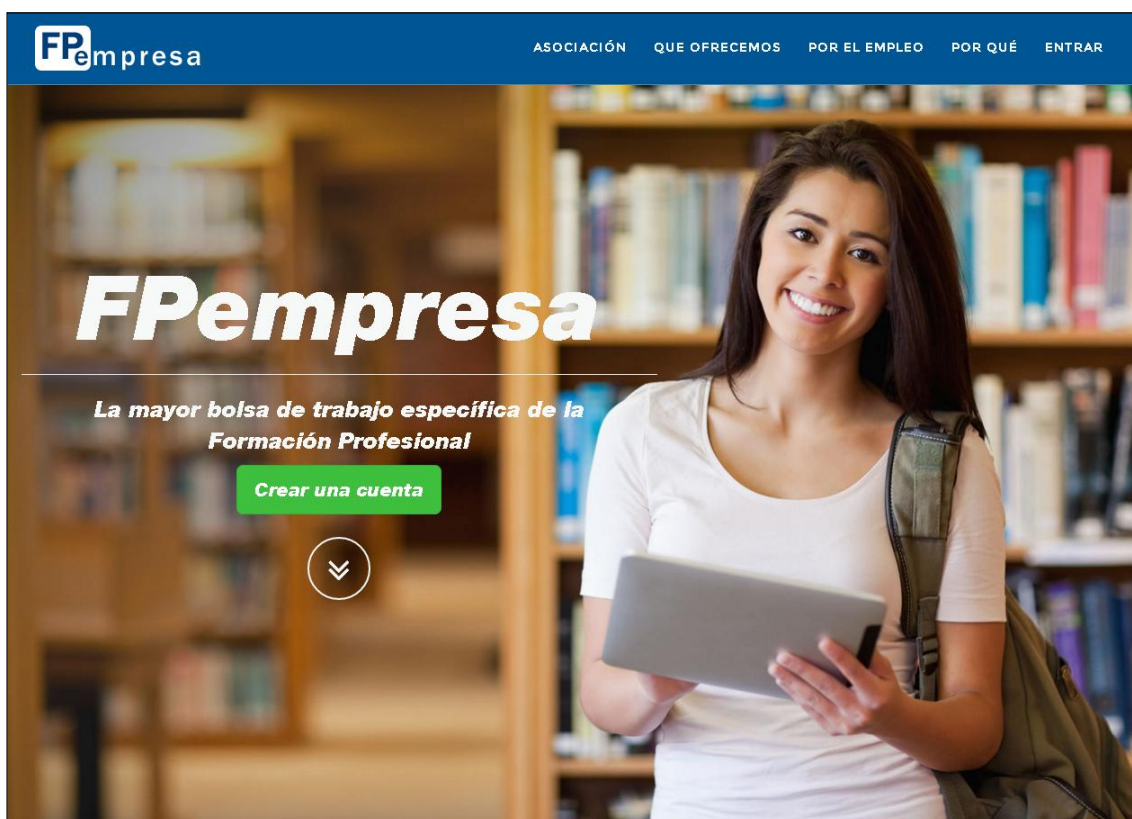 FPempresa
ASOCIACIÓN QUE OFRECEMOS POR EL EMPLEO POR QUÉ ENTRAR
FPempresa
La mayor bolsa de trabajo específica de la
Formación Profesional
Crear una cuenta